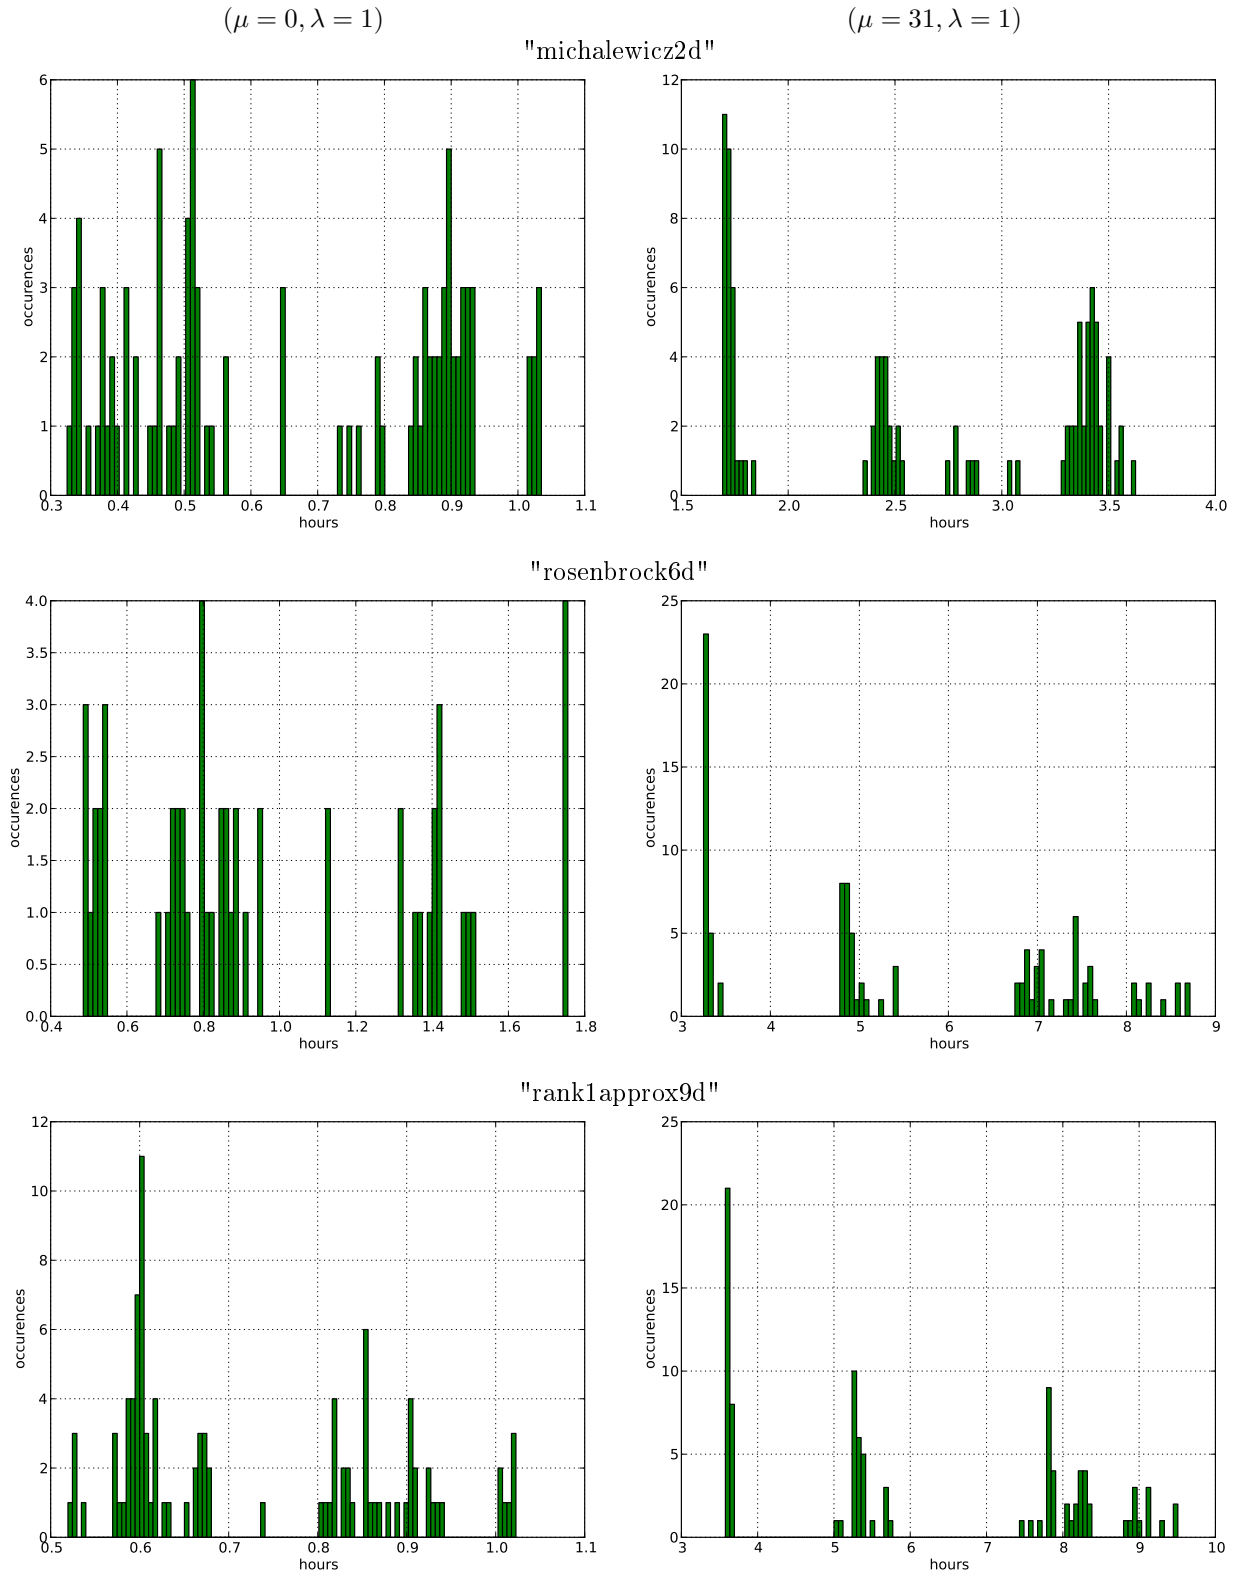 (μ = 0, λ = 1) (μ = 31, λ = 1)
"michalewicz2d"
6
5
4
3
2
1
0
occurences
0.3 0.4 0.5 0.6 0.7 0.8 0.9 1.0 1.1
hours
12
10
8
6
4
2
0
occurences
1.5 2.0 2.5 3.0 3.5 4.0
hours
"rosenbrock6d"
4.0
3.5
3.0
2.5
2.0
1.5
1.0
0.5
0.0
occurences
0.4 0.6 0.8 1.0 1.2 1.4 1.6 1.8
hours
25
20
15
10
5
0
occurences
3 4 5 6 7 8 9
hours
"rank1approx9d"
12
10
8
6
4
2
0
occurences
0.5 0.6 0.7 0.8 0.9 1.0 1.1
hours
25
20
15
10
5
0
occurences
3 4 5 6 7 8 9 10
hours